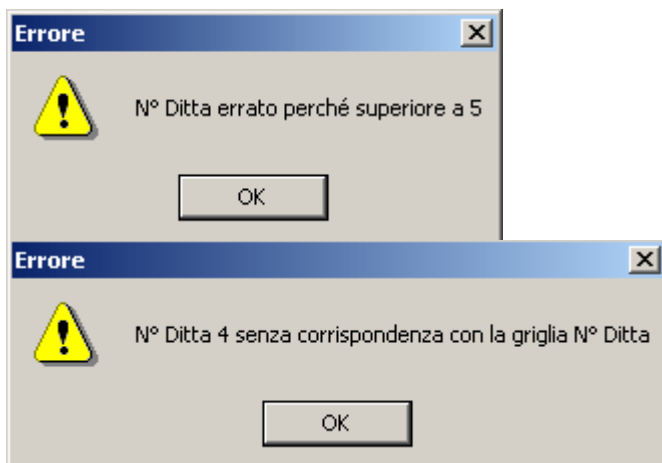 Errore
N° Ditta errato perché superiore a 5
OK
Errore
N° Ditta 4 senza corrispondenza con la griglia N° Ditta
OK